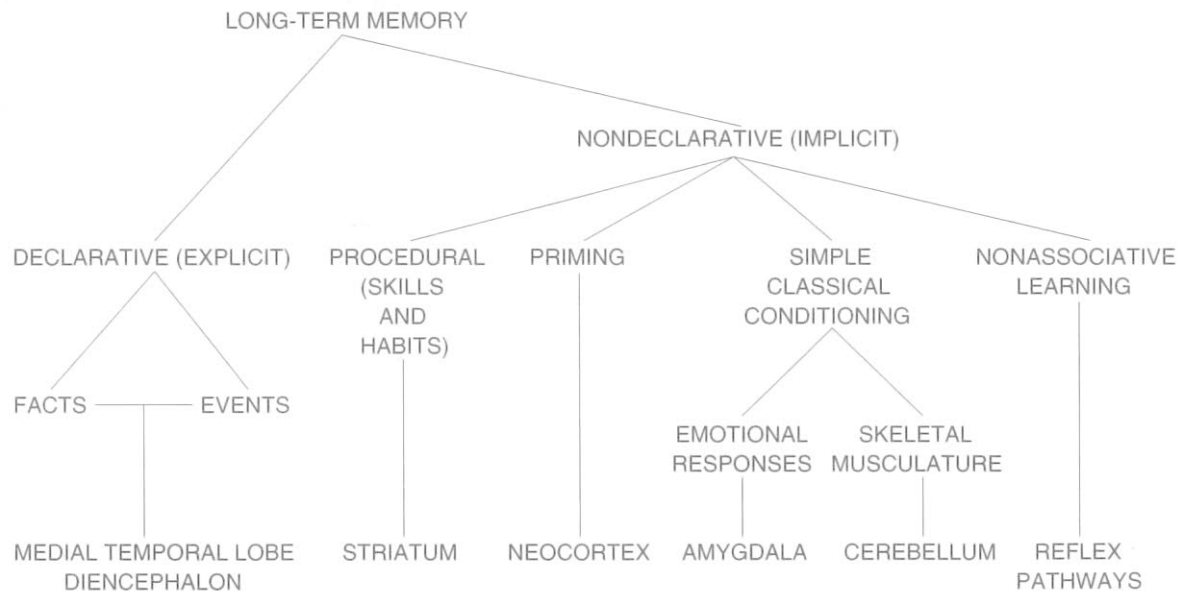 LONG-TERM MEMORY
NONDECLARATIVE (IMPLICIT)
DECLARATIVE (EXPLICIT)
PROCEDURAL
(SKILLS
AND
HABITS)
PRIMING
SIMPLE
CLASSICAL
CONDITIONING
NONASSOCIATIVE
LEARNING
FACTS
EVENTS
EMOTIONAL
RESPONSES
SKELETAL
MUSCULATURE
MEDIAL TEMPORAL LOBE
DIENCEPHALON
STRIATUM
NEOCORTEX
AMYGDALA
CEREBELLUM
REFLEX
PATHWAYS